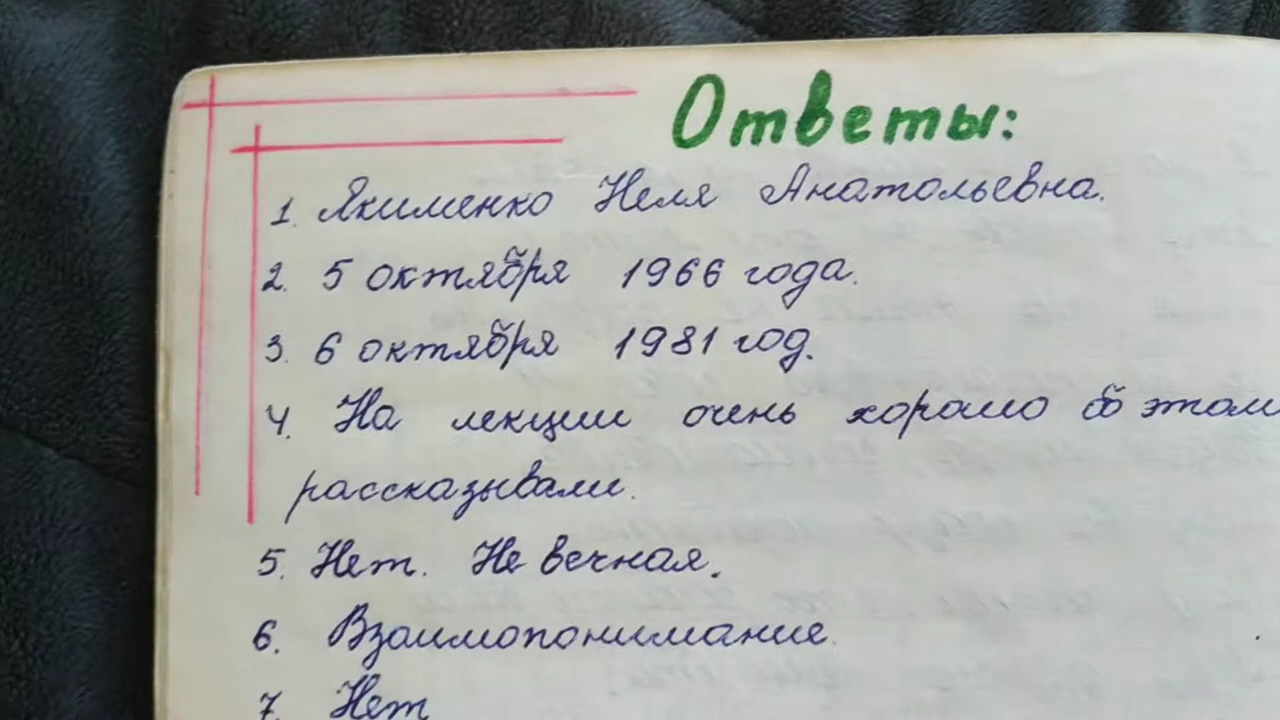 Ответы:
1. Якименко Неля Анатольевна.
2. 5 октября 1966 года.
3. 6 октября 1981 год.
4. На лекции очень хорошо об этом
рассказывали.
5. Нет. Не вечная.
6. Взаимопонимание.
7. Нет